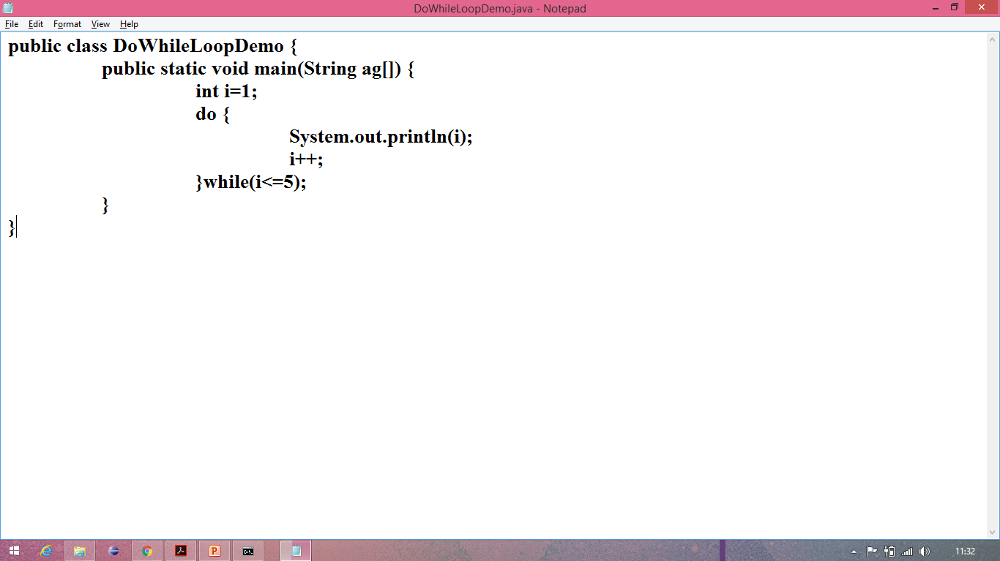 DoWhileLoopDemo.java - Notepad
File Edit Format View Help
public class DoWhileLoopDemo {
public static void main(String ag[]) {
int i=1;
do {
System.out.println(i);
i++;
}while(i<=5);
}
}
11:32